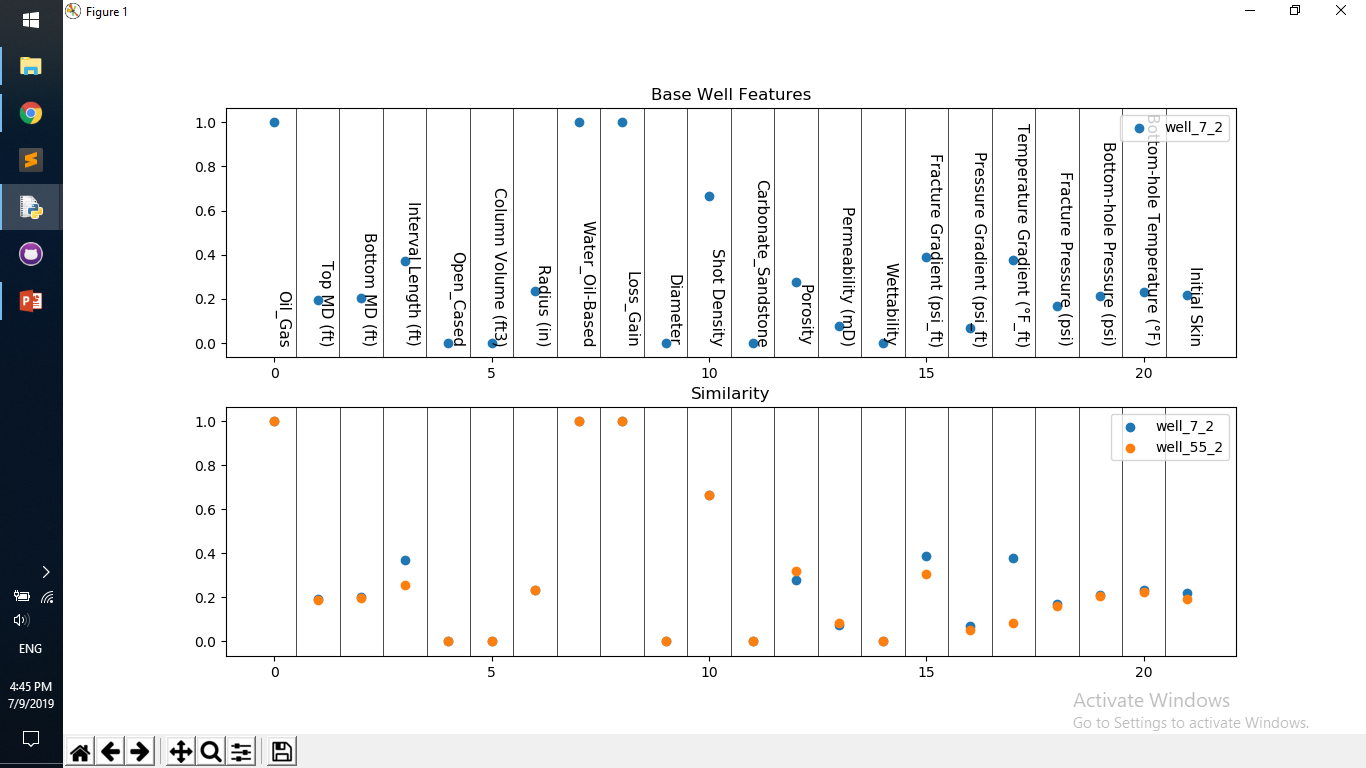 Figure 1
Base Well Features
well_7_2
1.0
0.8
0.6
0.4
0.2
0.0
Oil_Gas
Top MD (ft)
Bottom MD (ft)
Interval Length (ft)
Open_Cased
Column Volume (ft3)
Radius (in)
Water_Oil-Based
Loss_Gain
Diameter
Shot Density
Carbonate_Sandstone
Porosity
Permeability (mD)
Wettability
Fracture Gradient (psi_ft)
Pressure Gradient (psi_ft)
Temperature Gradient (°F_ft)
Fracture Pressure (psi)
Bottom-hole Pressure (psi)
Bottom-hole Temperature (°F)
Initial Skin
0 5 10 15 20
Similarity
well_7_2
well_55_2
1.0
0.8
0.6
0.4
0.2
0.0
0 5 10 15 20
ENG
4:45 PM
7/9/2019
Activate Windows
Go to Settings to activate Windows.